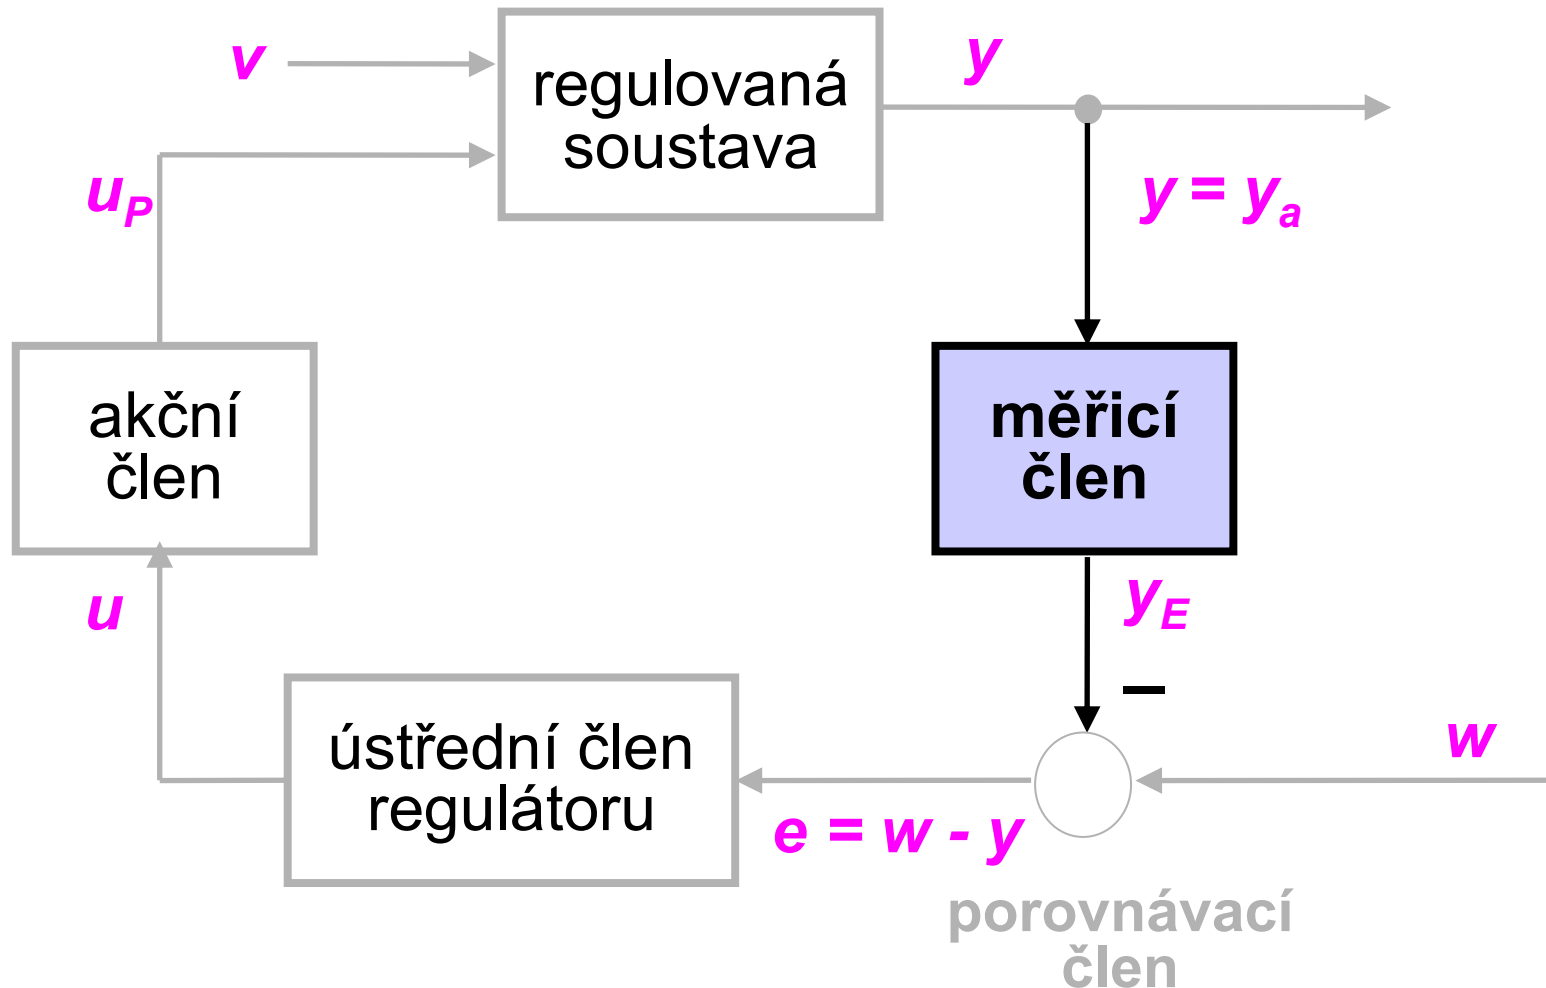 v
regulovaná
soustava
y
u_P
y = y_a
akční
člen
měřicí
člen
u
y_E
–
ústřední člen
regulátoru
w
e = w - y
porovnávací
člen